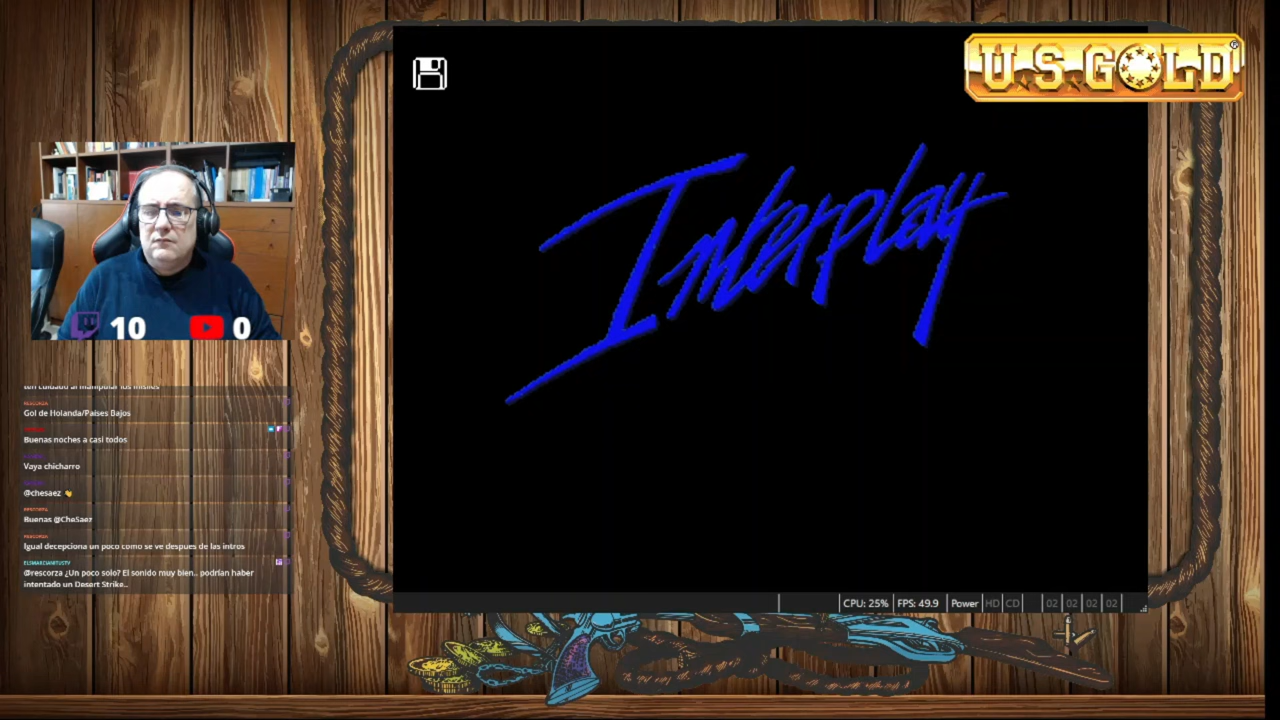 U.S.GOLD
Interplay
10
0
Gol de Holanda/Países Bajos
Buenas noches a casi todos
Vaya chicharro
@chesaez
Buenas @CheSaez
Igual decepciona un poco como se ve despues de las intros
ELMARCIANITOTV
@rescorza ¿Un poco solo? El sonido muy bien.. podrían haber
intentado un Desert Strike..
CPU: 25% FPS: 49.9 Power HD CD 02 02 02 02